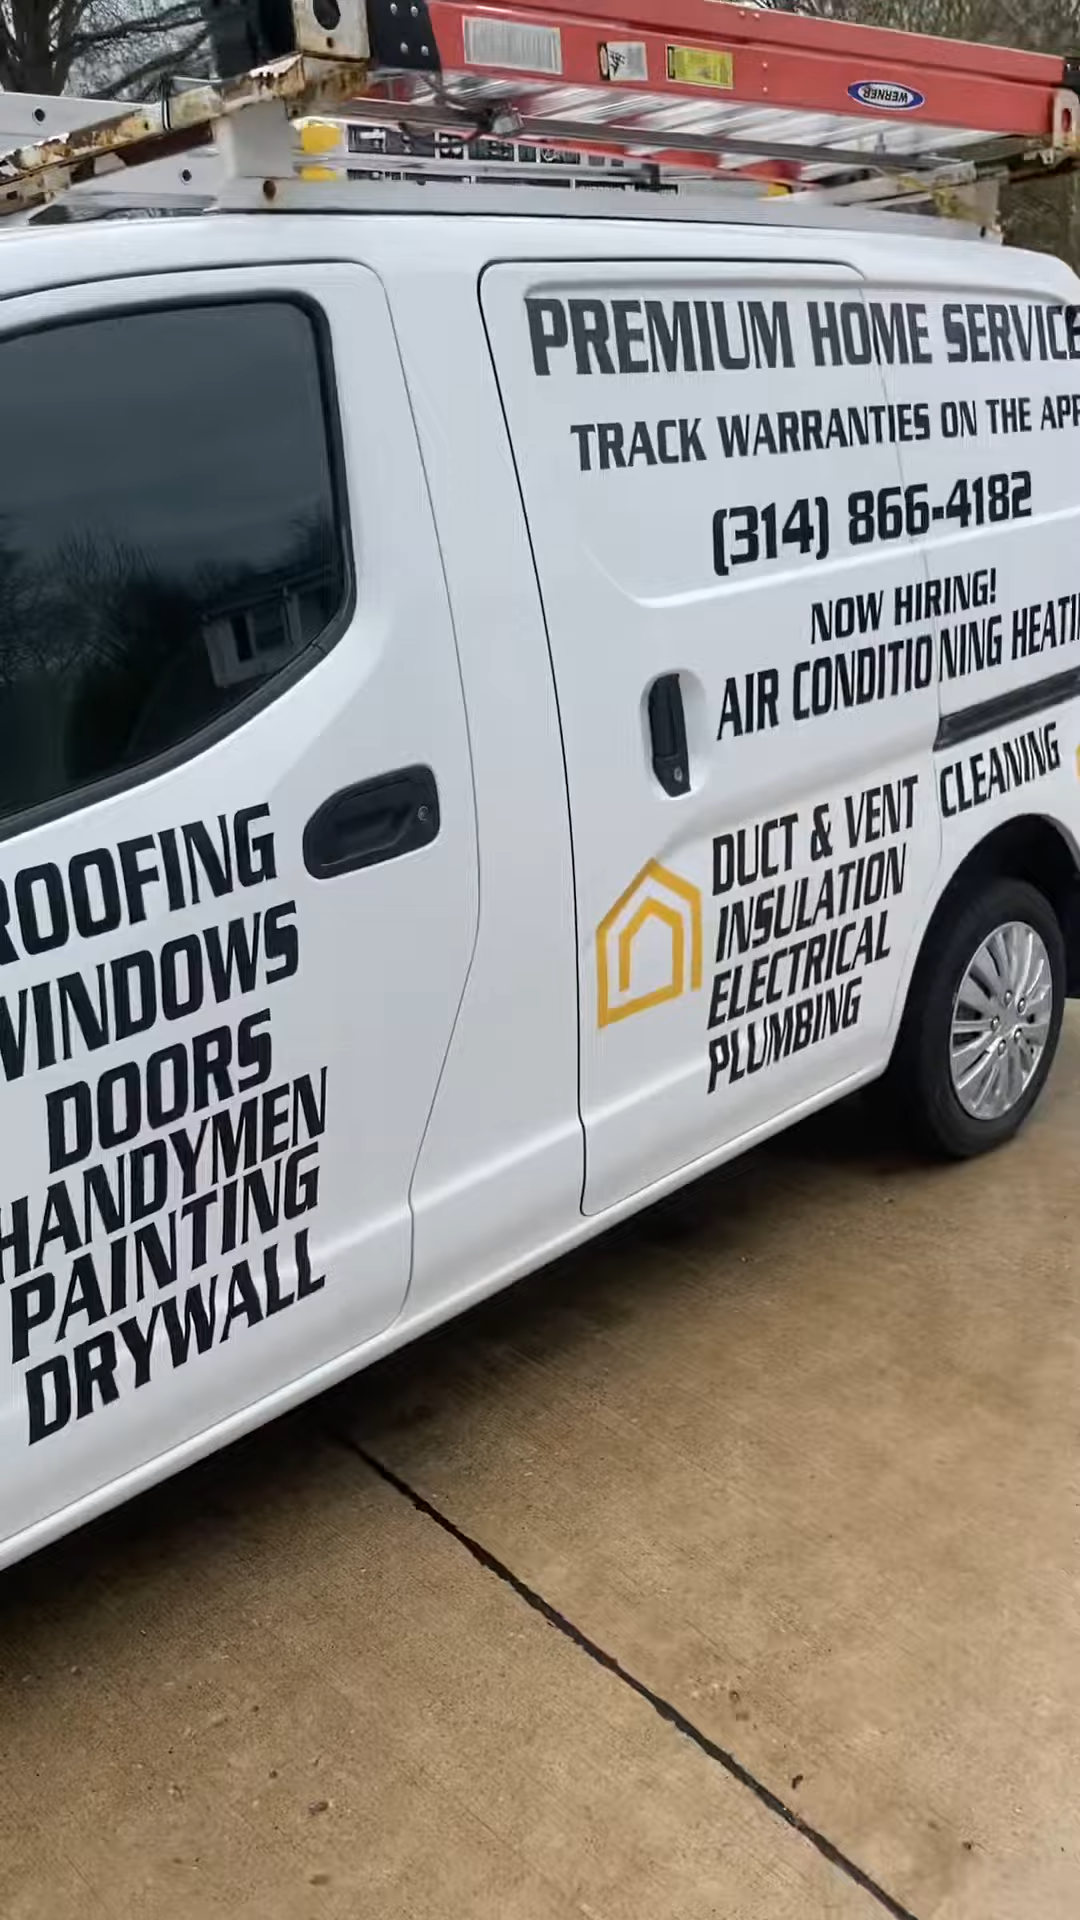 WERNER
PREMIUM HOME SERVICE
TRACK WARRANTIES ON THE APP
(314) 866-4182
NOW HIRING!
AIR CONDITIONING HEATI
DUCT & VENT CLEANING
INSULATION
ELECTRICAL
PLUMBING
ROOFING
WINDOWS
DOORS
HANDYMEN
PAINTING
DRYWALL